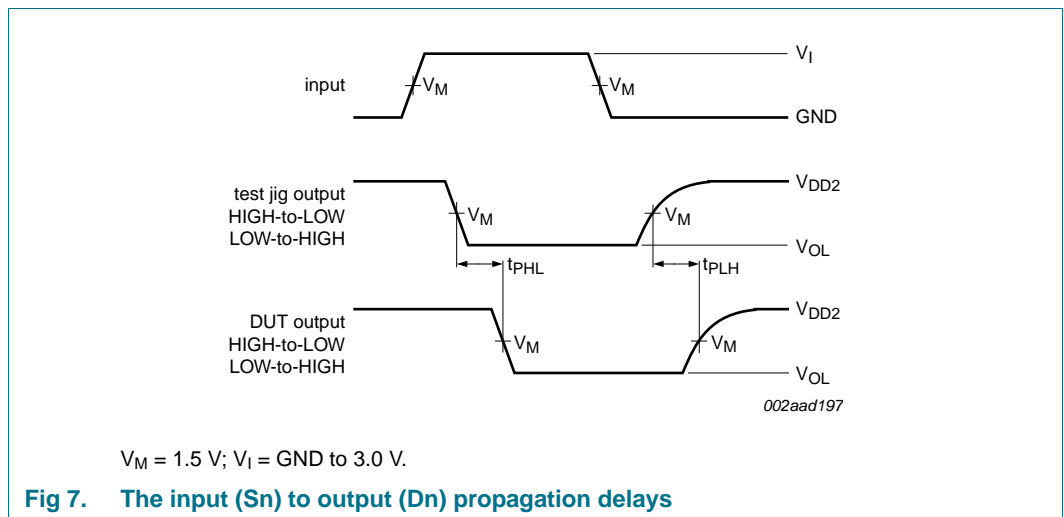 V_I
input
V_M
V_M
GND
test jig output
HIGH-to-LOW
LOW-to-HIGH
V_DD2
V_M
V_M
V_OL
t_PHL
t_PLH
DUT output
HIGH-to-LOW
LOW-to-HIGH
V_DD2
V_M
V_M
V_OL
002aad197
V_M = 1.5 V; V_I = GND to 3.0 V.
Fig 7. The input (Sn) to output (Dn) propagation delays